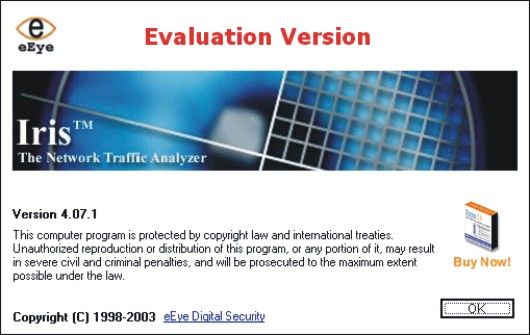 eEye
Evaluation Version
Iris™
The Network Traffic Analyzer
Version 4.07.1
This computer program is protected by copyright law and international treaties.
Unauthorized reproduction or distribution of this program, or any portion of it, may result
in severe civil and criminal penalties, and will be prosecuted to the maximum extent
possible under the law.
Buy Now!
Copyright (C) 1998-2003 eEye Digital Security
OK